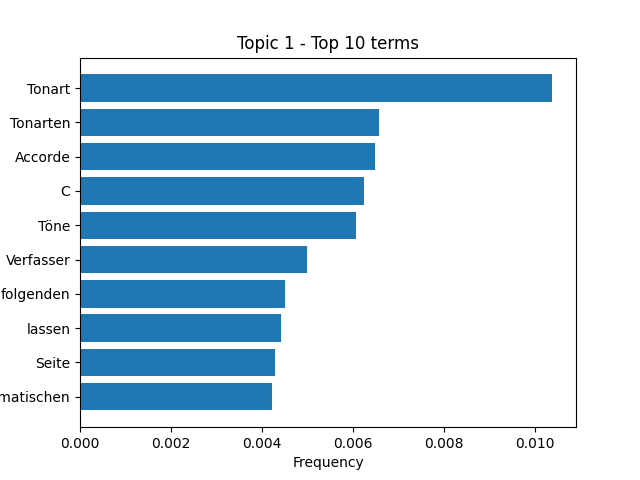 Topic 1 - Top 10 terms
Tonart
Tonarten
Accorde
C
Töne
Verfasser
folgenden
lassen
Seite
matischen
0.000 0.002 0.004 0.006 0.008 0.010
Frequency